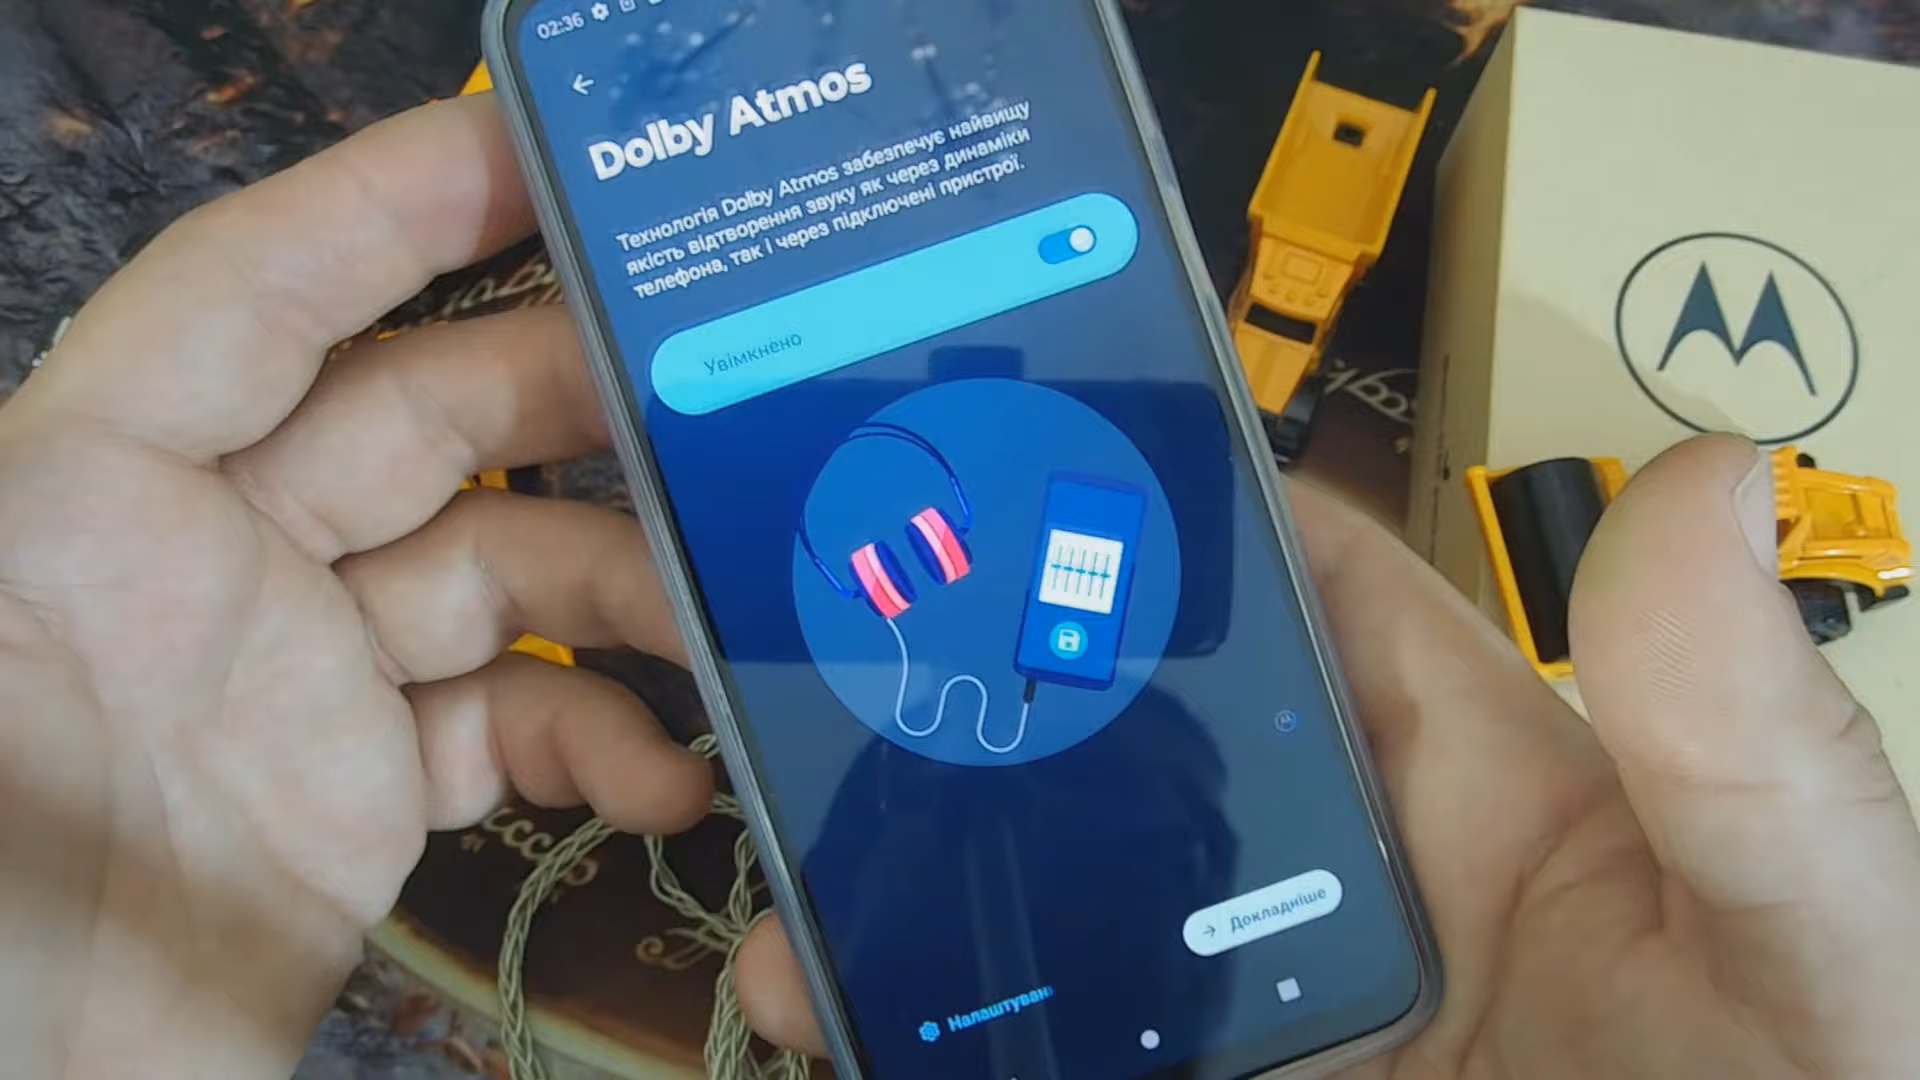 02:36
Dolby Atmos
Технологія Dolby Atmos забезпечує найвищу
якість відтворення звуку як через динаміки
телефона, так і через підключені пристрої.
Увімкнено
Докладніше
Налаштуван